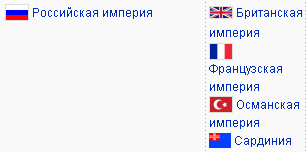 Российская империя
Британская
империя
Французская
империя
Османская
империя
Сардиния